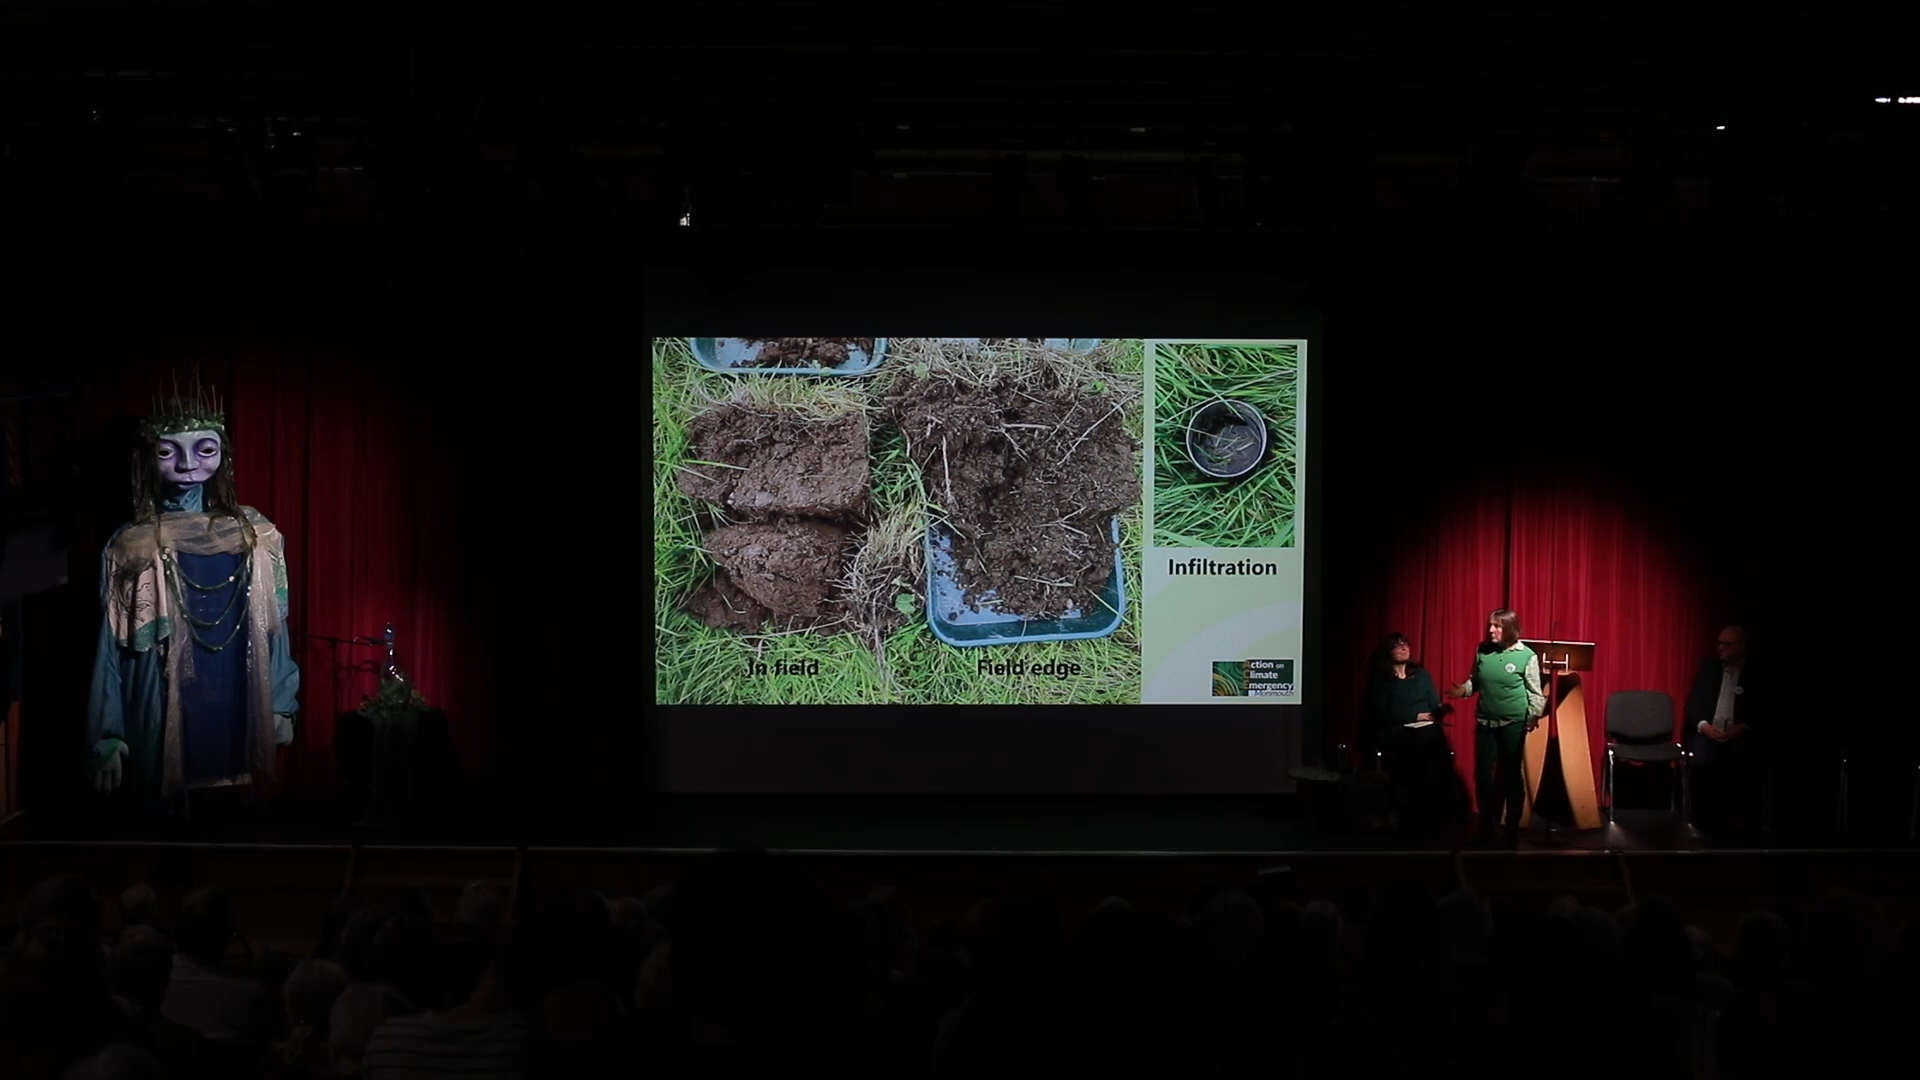 In field
Field edge
Infiltration
Action on
Climate
Emergency
Monmouth